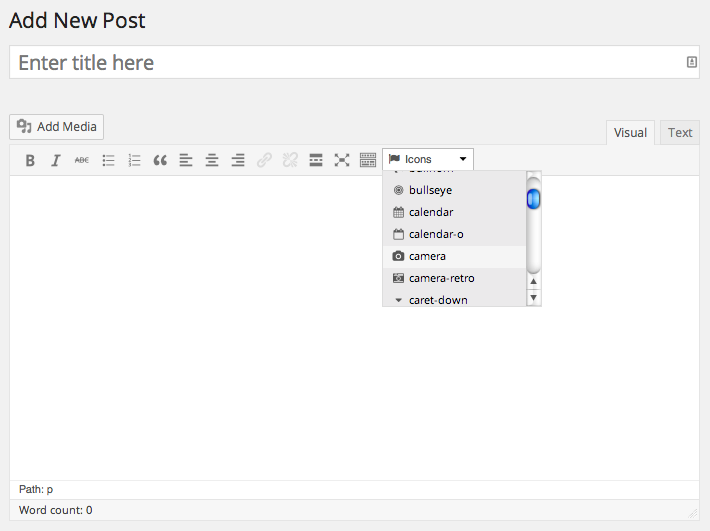 Add New Post
Enter title here
Add Media
Visual Text
B I ABC Icons
bullseye
calendar
calendar-o
camera
camera-retro
caret-down
Path: p
Word count: 0